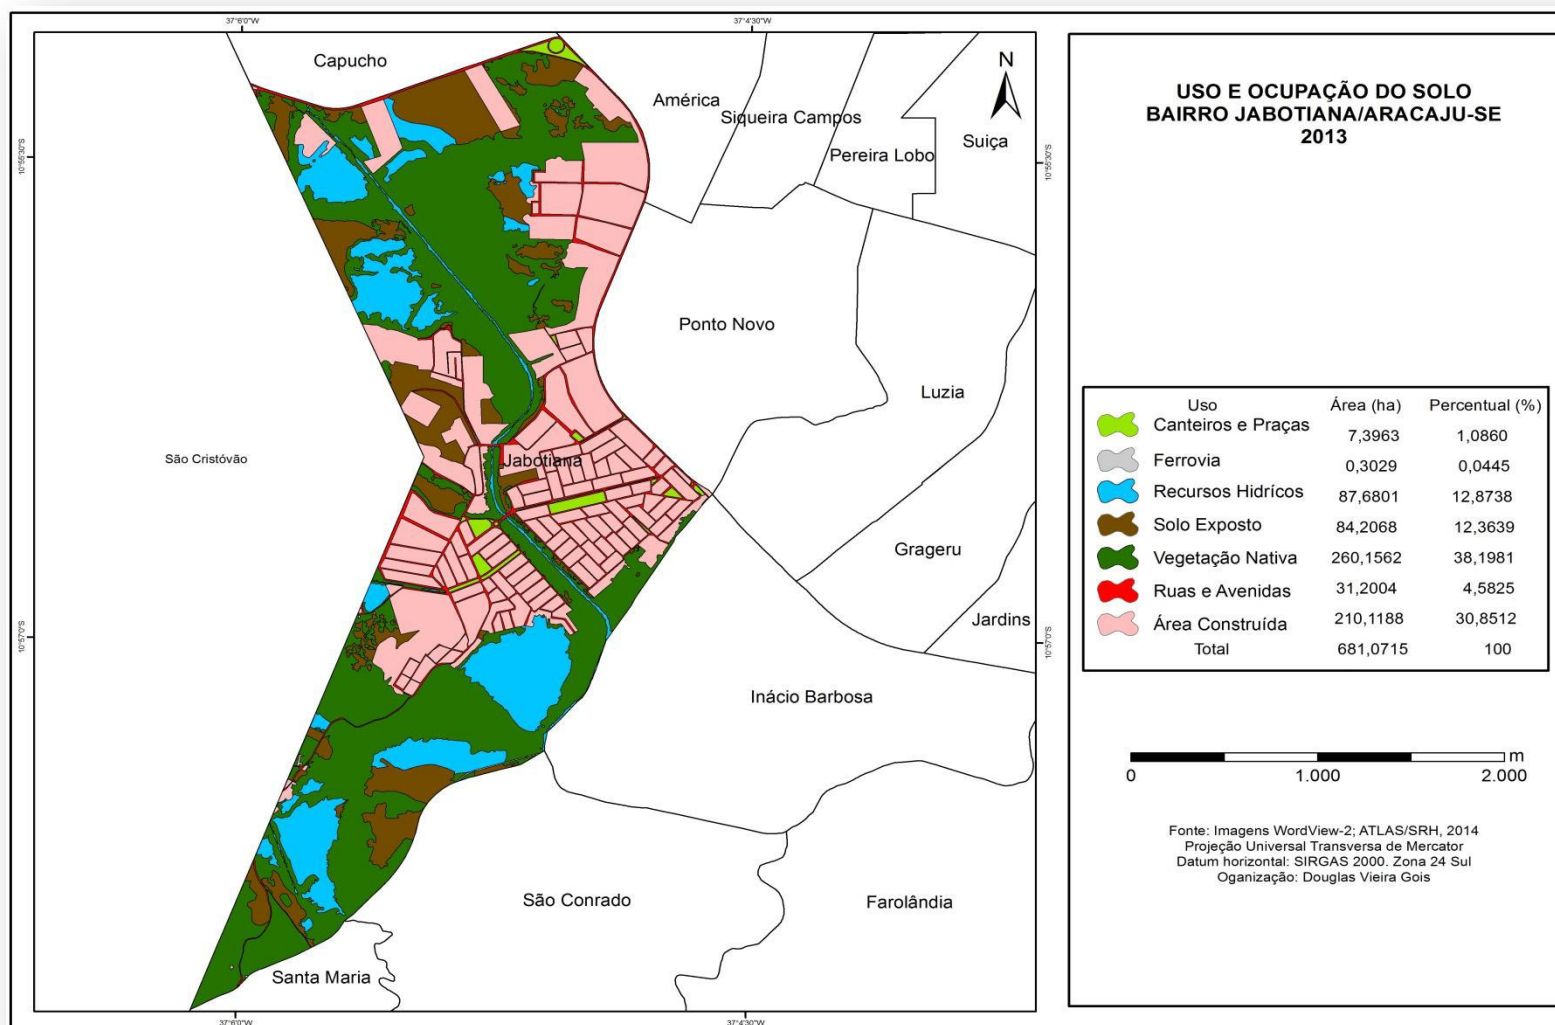 37°6'0"W
37°4'30"W
Capucho
América
Siqueira Campos
Pereira Lobo
Suiça
N
10°55'30"S
10°55'30"S
Ponto Novo
Luzia
São Cristóvão
Jabotiana
Grageru
Jardins
10°57'0"S
10°57'0"S
Inácio Barbosa
São Conrado
Farolândia
Santa Maria
37°6'0"W
37°4'30"W
USO E OCUPAÇÃO DO SOLO
BAIRRO JABOTIANA/ARACAJU-SE
2013
Uso Área (ha) Percentual (%)
Canteiros e Praças 7,3963 1,0860
Ferrovia 0,3029 0,0445
Recursos Hidrícos 87,6801 12,8738
Solo Exposto 84,2068 12,3639
Vegetação Nativa 260,1562 38,1981
Ruas e Avenidas 31,2004 4,5825
Área Construída 210,1188 30,8512
Total 681,0715 100
m
0 1.000 2.000
Fonte: Imagens WordView-2; ATLAS/SRH, 2014
Projeção Universal Transversa de Mercator
Datum horizontal: SIRGAS 2000. Zona 24 Sul
Oganização: Douglas Vieira Gois